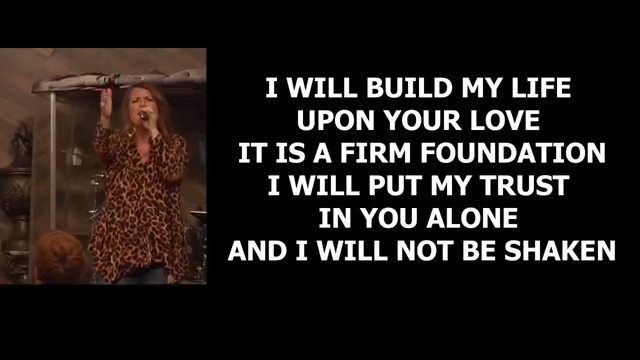 I WILL BUILD MY LIFE
UPON YOUR LOVE
IT IS A FIRM FOUNDATION
I WILL PUT MY TRUST
IN YOU ALONE
AND I WILL NOT BE SHAKEN